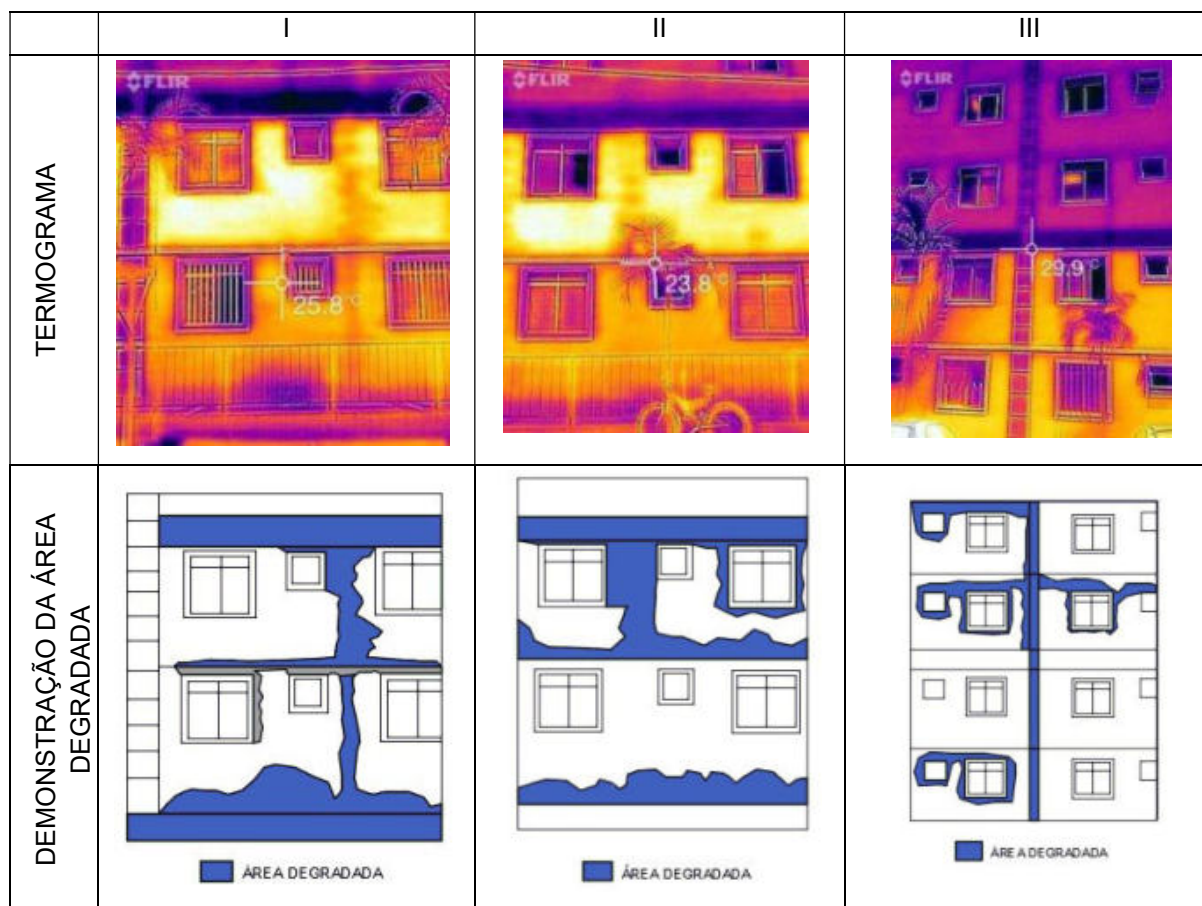 I
II
III
TERMOGRAMA
FLIR
25.8 °C
FLIR
23.8 °C
FLIR
29.9 °C
DEMONSTRAÇÃO DA ÁREA
DEGRADADA
ÁREA DEGRADADA
ÁREA DEGRADADA
ÁREA DEGRADADA